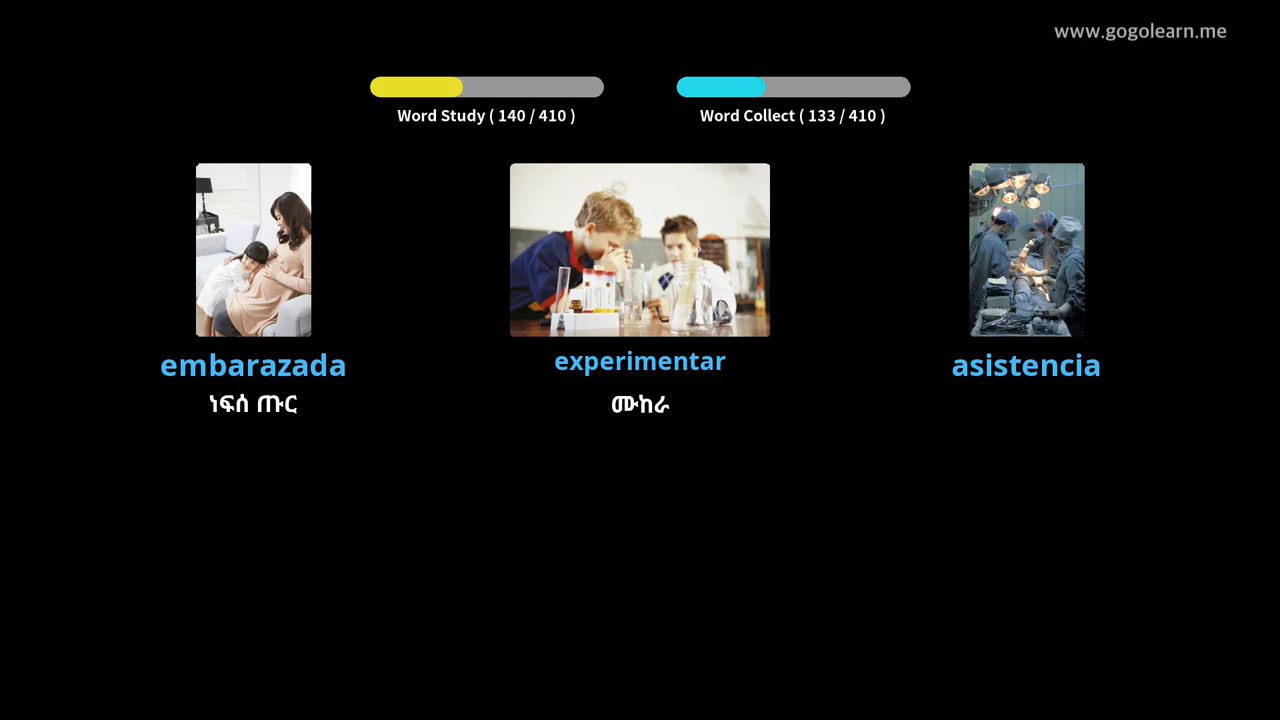 www.gogolearn.me
Word Study ( 140 / 410 )
Word Collect ( 133 / 410 )
embarazada
experimentar
asistencia
ነፍሰ ጡር
ሙከራ